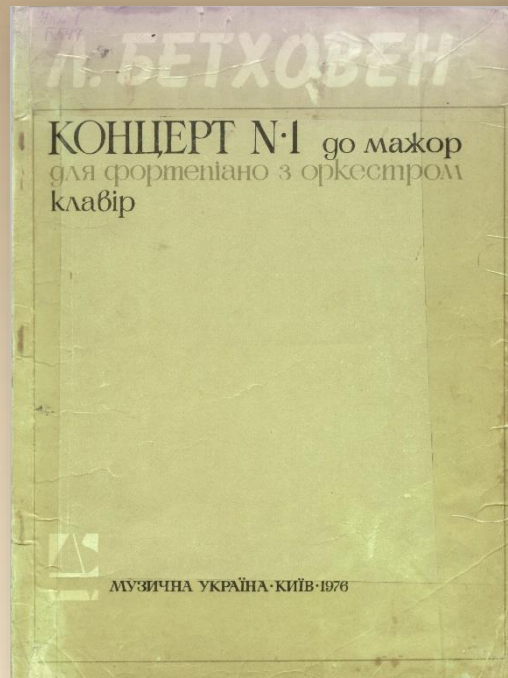 Л. БЕТХОВЕН
КОНЦЕРТ N·1 до мажор
для фортепіано з оркестром
клавір
МУЗИЧНА УКРАЇНА·КИЇВ·1976